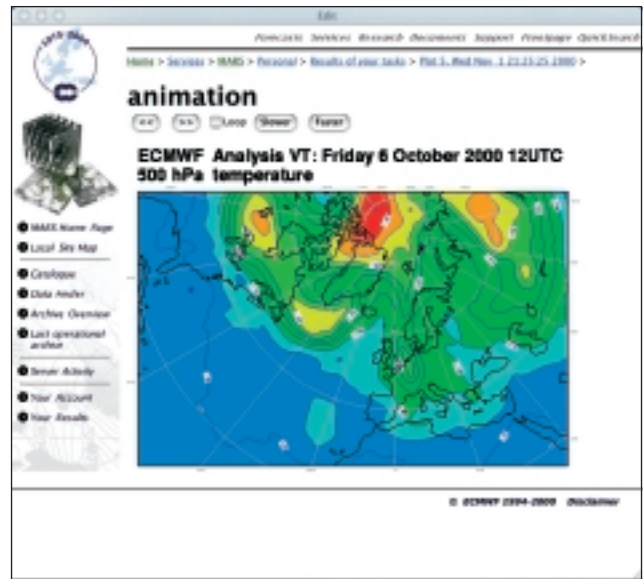 Edit
Forecasts Services Research Documents Support Frontpage QuickSearch
Home > Services > MARS > Personal > Results of your tasks > Plot 5, Wed Nov 1 21:25:25 2000 >
animation
<< >> Loop Slower Faster
ECMWF Analysis VT: Friday 6 October 2000 12UTC
500 hPa temperature
MARS Home Page
Local Site Map
Catalogue
Data Finder
Archive Overview
Last operational
archive
Server Activity
Your Account
Your Results
© ECMWF 1994-2000 Disclaimer